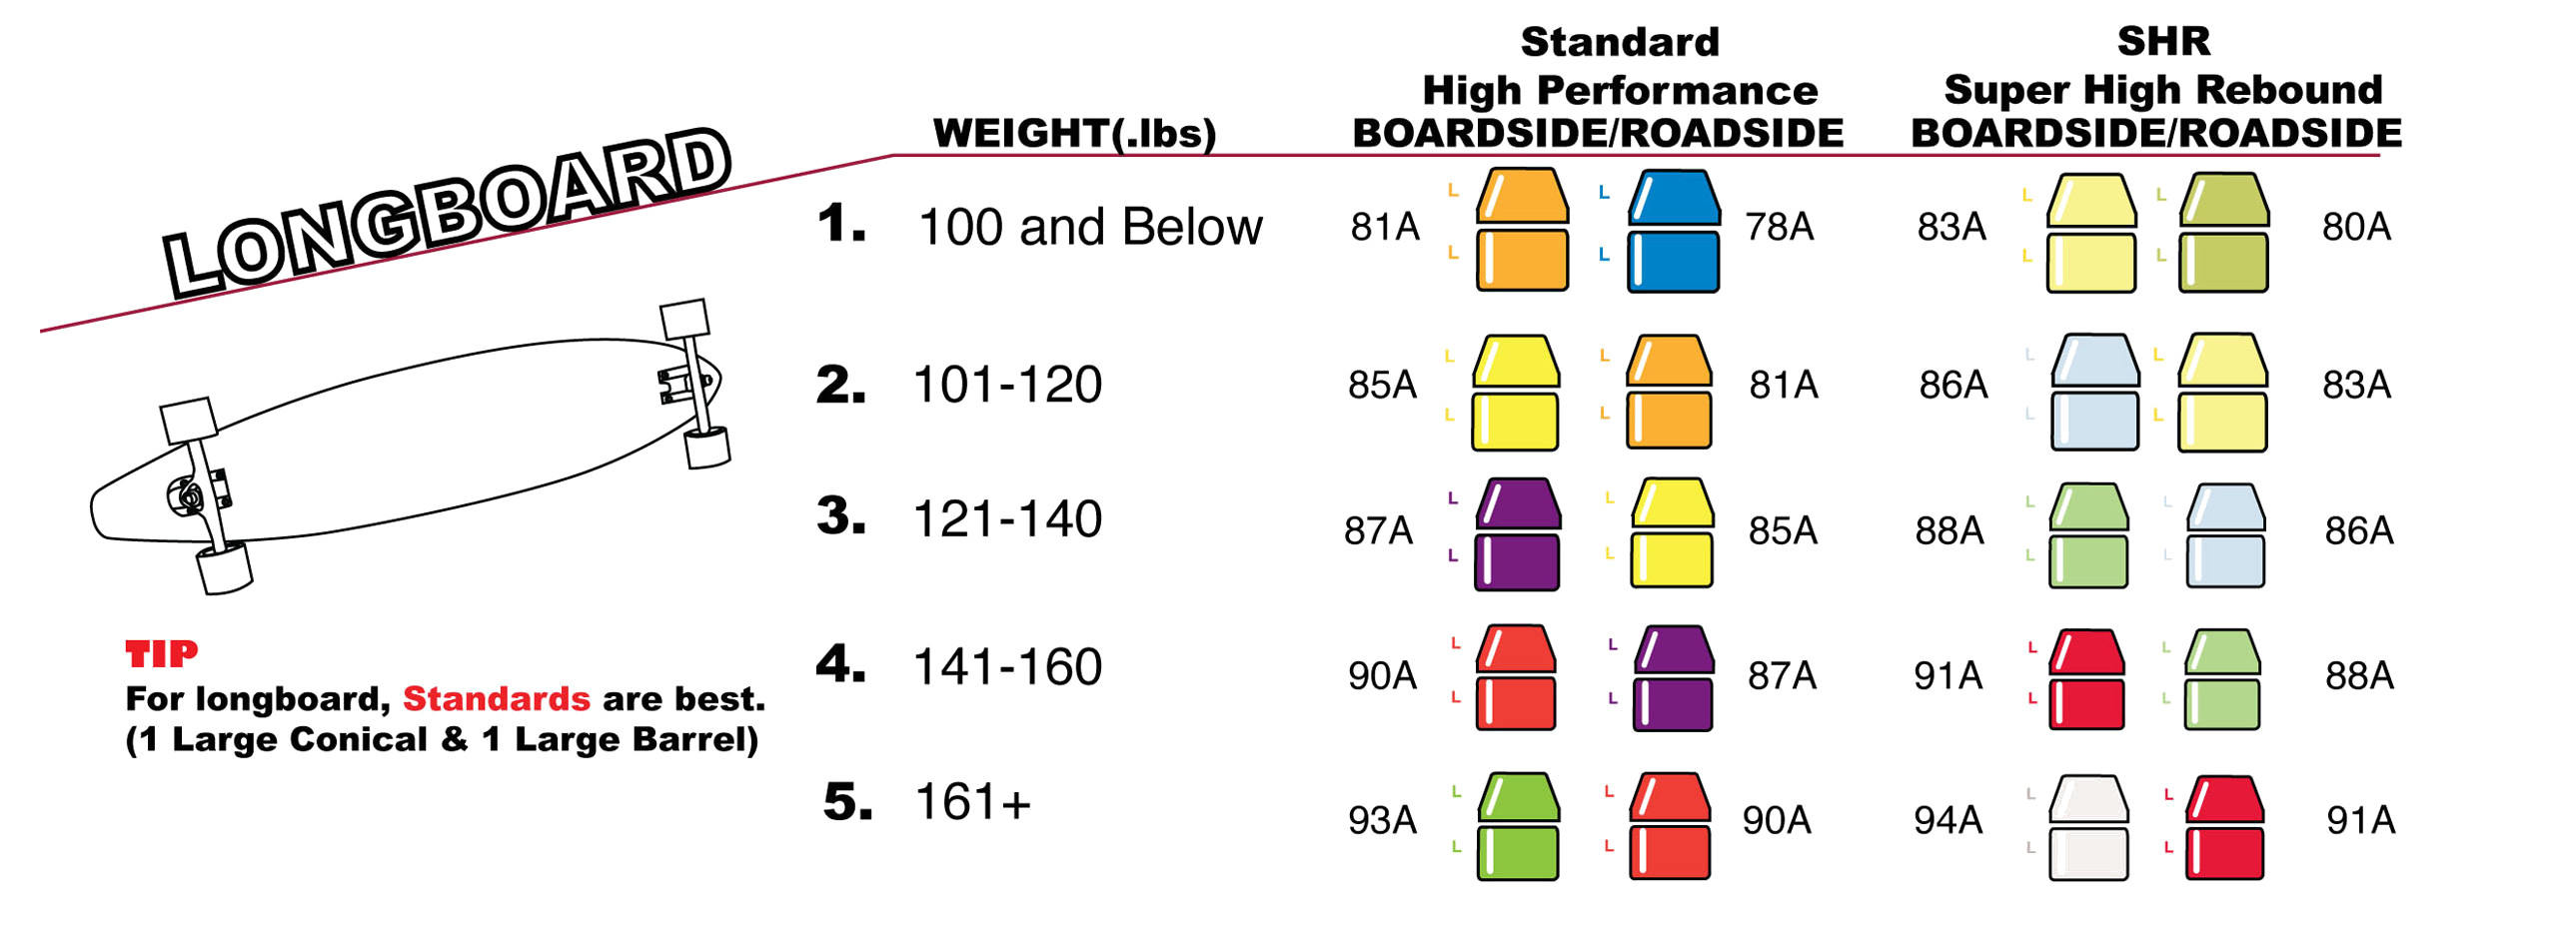 LONGBOARD
WEIGHT(.lbs)
Standard
High Performance
BOARDSIDE/ROADSIDE
SHR
Super High Rebound
BOARDSIDE/ROADSIDE
1. 100 and Below 81A L L L L 78A 83A L L L L 80A
2. 101-120 85A L L L L 81A 86A L L L L 83A
3. 121-140 87A L L L L 85A 88A L L L L 86A
4. 141-160 90A L L L L 87A 91A L L L L 88A
5. 161+ 93A L L L L 90A 94A L L L L 91A
TIP
For longboard, Standards are best.
(1 Large Conical & 1 Large Barrel)